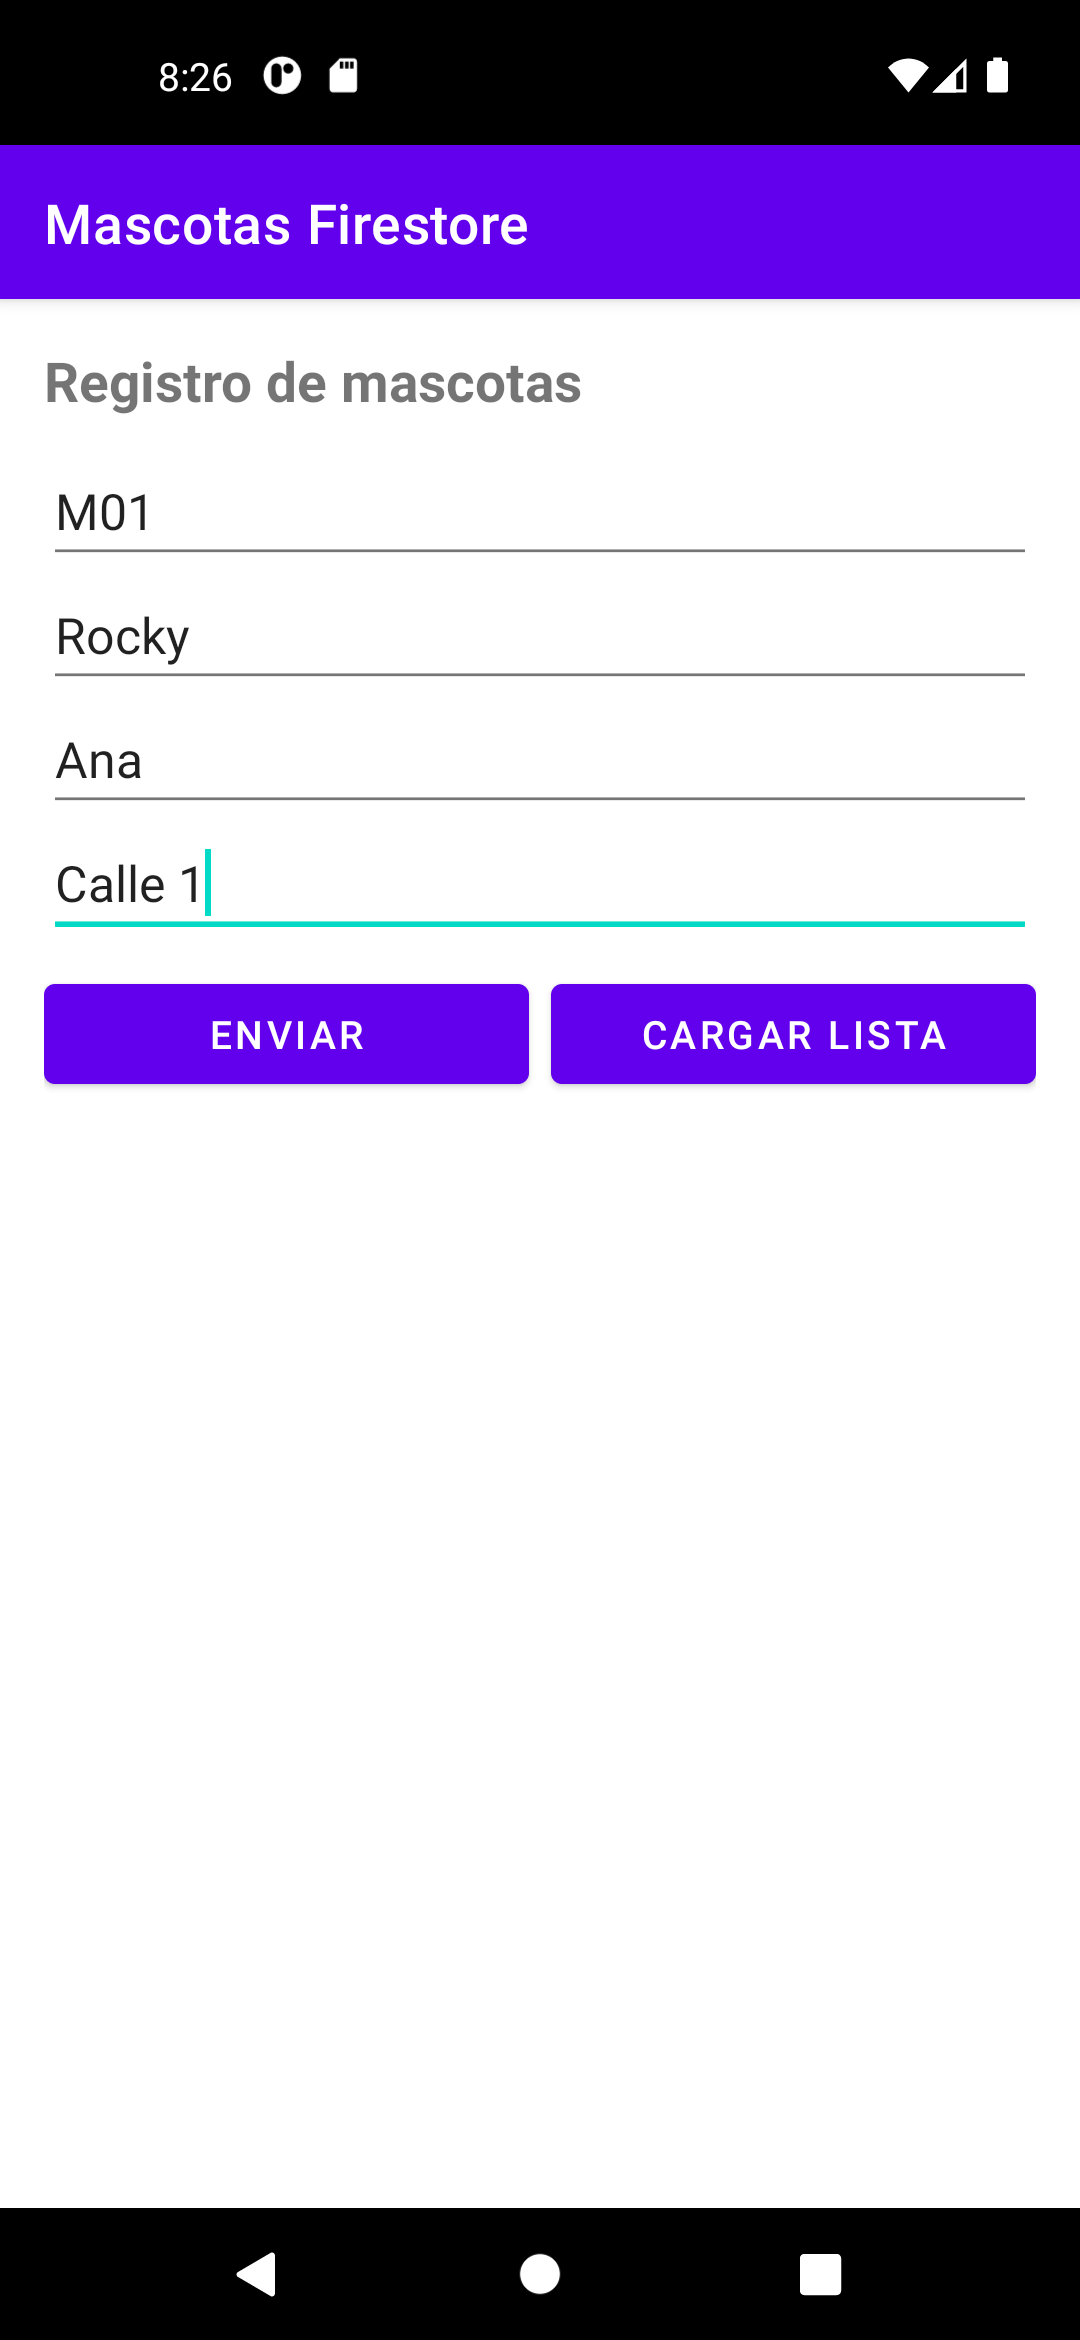 8:26
Mascotas Firestore
Registro de mascotas
M01
Rocky
Ana
Calle 1
ENVIAR
CARGAR LISTA